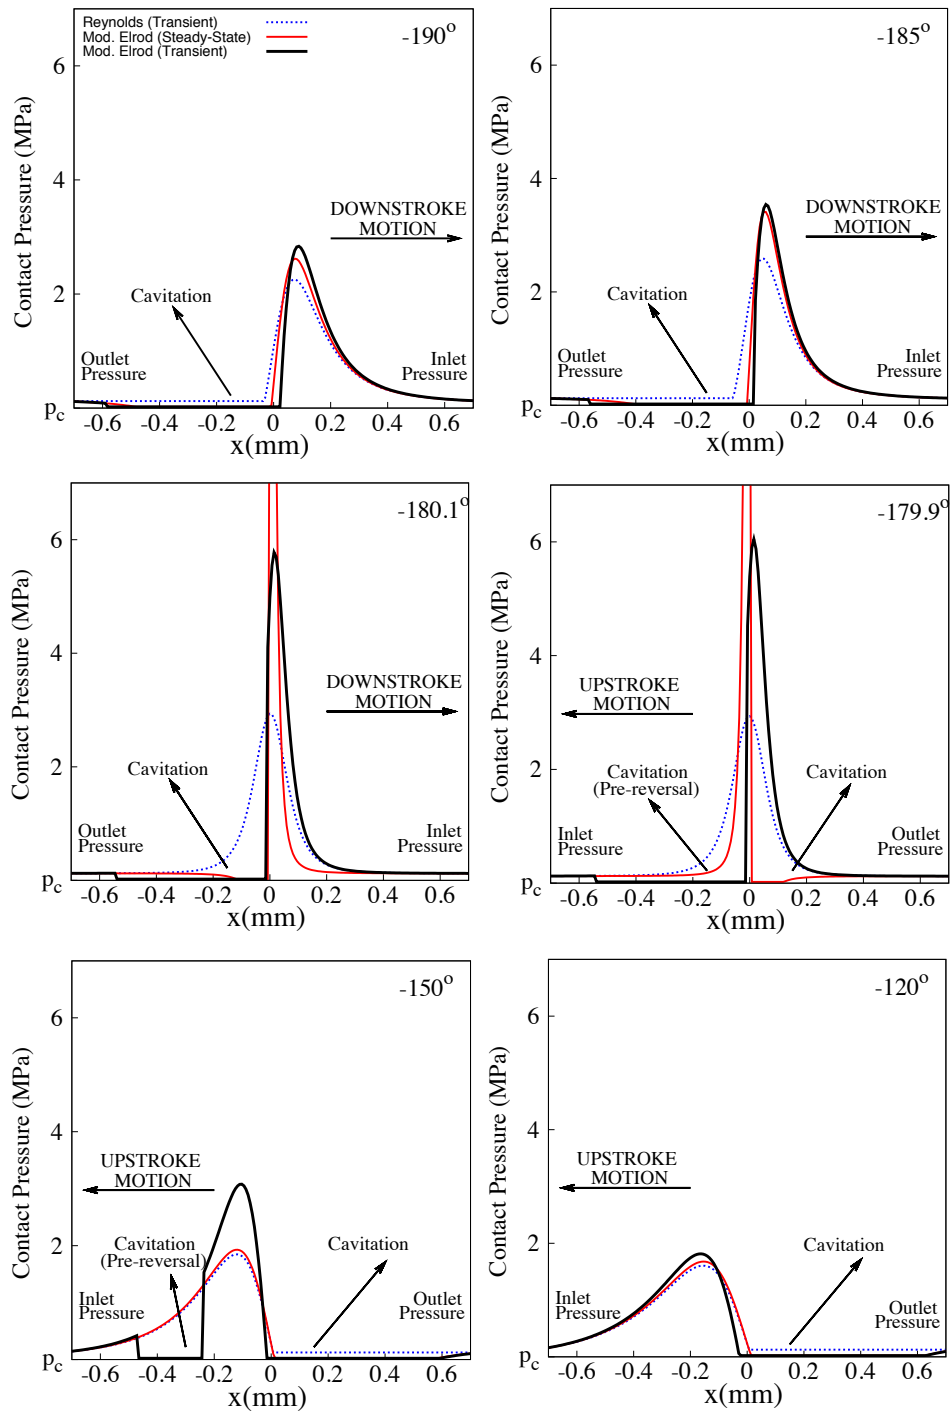 Reynolds (Transient)
Mod. Elrod (Steady-State)
Mod. Elrod (Transient)
-190°
Contact Pressure (MPa)
6
4
2
p_c
DOWNSTROKE
MOTION
Cavitation
Outlet
Pressure
Inlet
Pressure
-0.6 -0.4 -0.2 0 0.2 0.4 0.6
x(mm)
-185°
Contact Pressure (MPa)
6
4
2
p_c
DOWNSTROKE
MOTION
Cavitation
Outlet
Pressure
Inlet
Pressure
-0.6 -0.4 -0.2 0 0.2 0.4 0.6
x(mm)
-180.1°
Contact Pressure (MPa)
6
4
2
p_c
DOWNSTROKE
MOTION
Cavitation
Outlet
Pressure
Inlet
Pressure
-0.6 -0.4 -0.2 0 0.2 0.4 0.6
x(mm)
-179.9°
Contact Pressure (MPa)
6
4
2
p_c
UPSTROKE
MOTION
Cavitation
(Pre-reversal)
Cavitation
Inlet
Pressure
Outlet
Pressure
-0.6 -0.4 -0.2 0 0.2 0.4 0.6
x(mm)
-150°
Contact Pressure (MPa)
6
4
2
p_c
UPSTROKE
MOTION
Cavitation
(Pre-reversal)
Cavitation
Inlet
Pressure
Outlet
Pressure
-0.6 -0.4 -0.2 0 0.2 0.4 0.6
x(mm)
-120°
Contact Pressure (MPa)
6
4
2
p_c
UPSTROKE
MOTION
Cavitation
Inlet
Pressure
Outlet
Pressure
-0.6 -0.4 -0.2 0 0.2 0.4 0.6
x(mm)